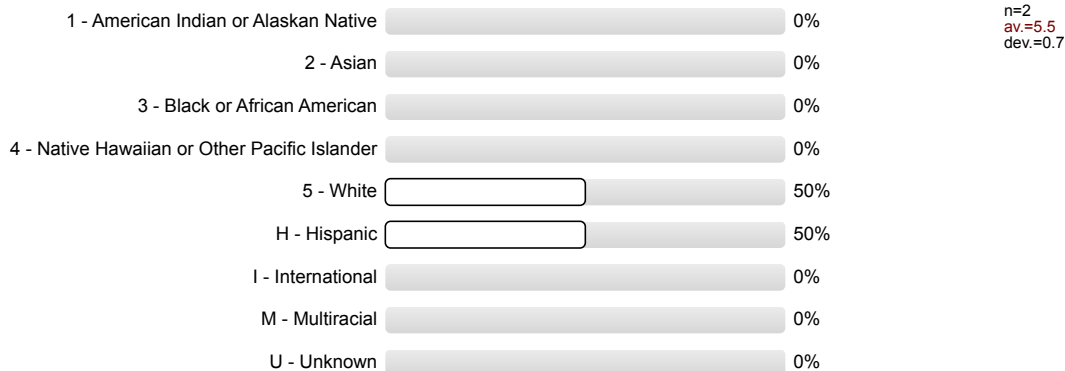 1 - American Indian or Alaskan Native 0%
n=2
av.=5.5
dev.=0.7
2 - Asian 0%
3 - Black or African American 0%
4 - Native Hawaiian or Other Pacific Islander 0%
5 - White 50%
H - Hispanic 50%
I - International 0%
M - Multiracial 0%
U - Unknown 0%